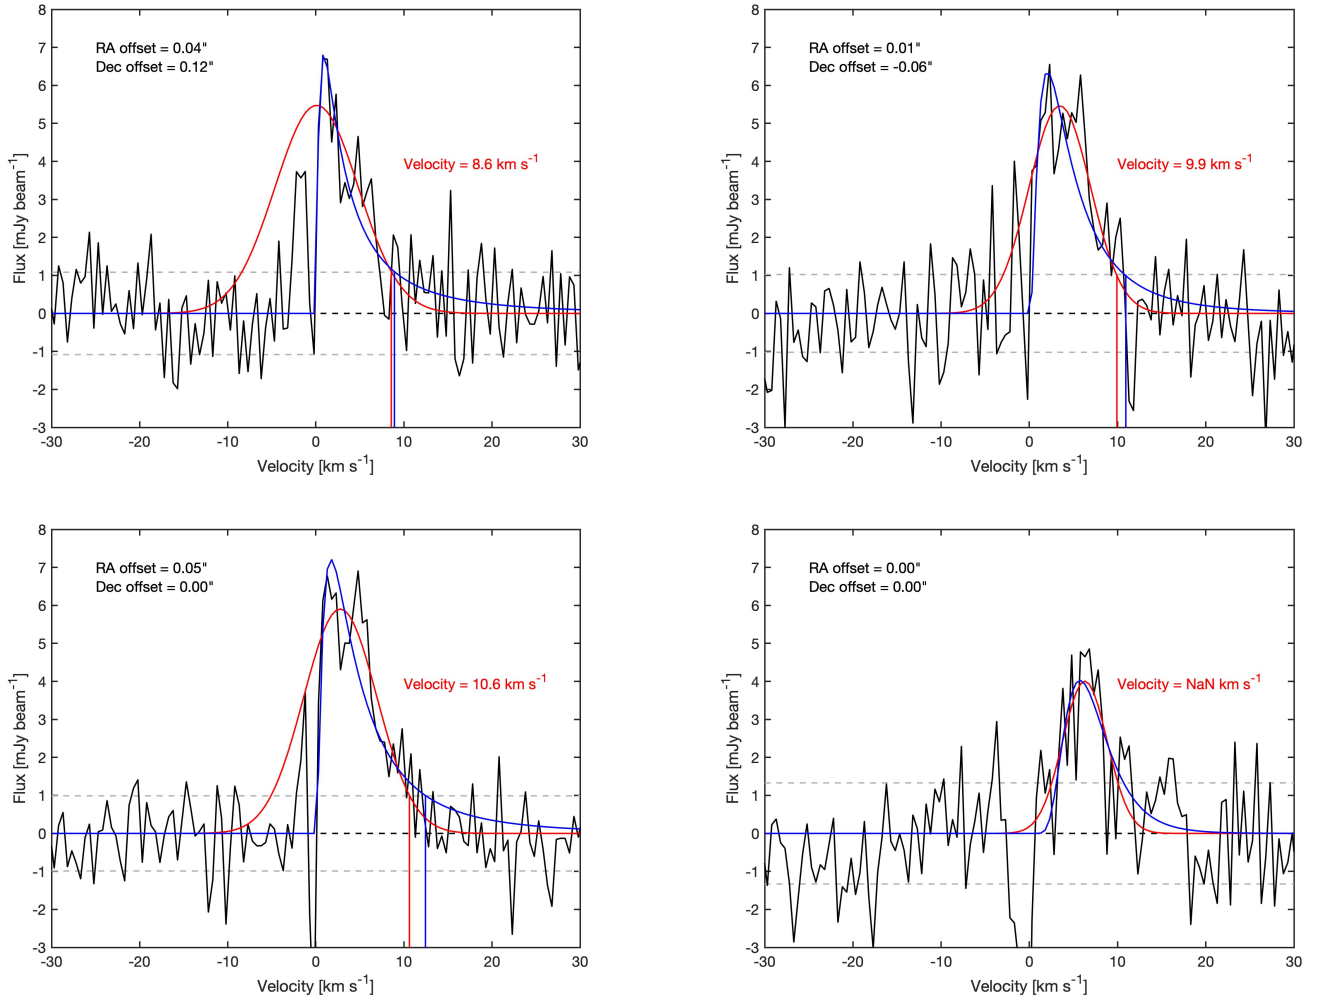 8
7
6
5
4
3
2
1
0
-1
-2
-3
Flux [mJy beam⁻¹]
RA offset = 0.04"
Dec offset = 0.12"
Velocity = 8.6 km s⁻¹
-30 -20 -10 0 10 20 30
Velocity [km s⁻¹]
8
7
6
5
4
3
2
1
0
-1
-2
-3
Flux [mJy beam⁻¹]
RA offset = 0.01"
Dec offset = -0.06"
Velocity = 9.9 km s⁻¹
-30 -20 -10 0 10 20 30
Velocity [km s⁻¹]
8
7
6
5
4
3
2
1
0
-1
-2
-3
Flux [mJy beam⁻¹]
RA offset = 0.05"
Dec offset = 0.00"
Velocity = 10.6 km s⁻¹
-30 -20 -10 0 10 20 30
Velocity [km s⁻¹]
8
7
6
5
4
3
2
1
0
-1
-2
-3
Flux [mJy beam⁻¹]
RA offset = 0.00"
Dec offset = 0.00"
Velocity = NaN km s⁻¹
-30 -20 -10 0 10 20 30
Velocity [km s⁻¹]